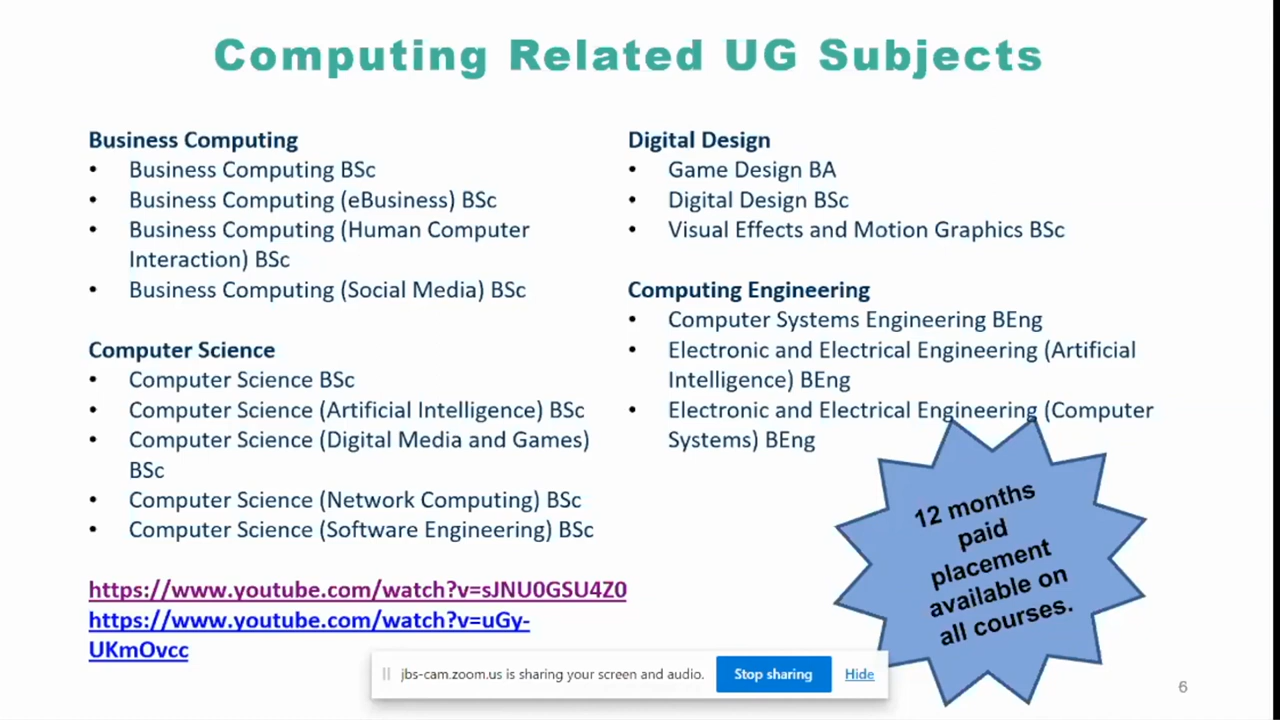 Computing Related UG Subjects
Business Computing
• Business Computing BSc
• Business Computing (eBusiness) BSc
• Business Computing (Human Computer
Interaction) BSc
• Business Computing (Social Media) BSc
Computer Science
• Computer Science BSc
• Computer Science (Artificial Intelligence) BSc
• Computer Science (Digital Media and Games)
BSc
• Computer Science (Network Computing) BSc
• Computer Science (Software Engineering) BSc
https://www.youtube.com/watch?v=sJNU0GSU4Z0
https://www.youtube.com/watch?v=uGy-
UKmOvcc
Digital Design
• Game Design BA
• Digital Design BSc
• Visual Effects and Motion Graphics BSc
Computing Engineering
• Computer Systems Engineering BEng
• Electronic and Electrical Engineering (Artificial
Intelligence) BEng
• Electronic and Electrical Engineering (Computer
Systems) BEng
12 months
paid
placement
available on
all courses.
jbs-cam.zoom.us is sharing your screen and audio.
Stop sharing
Hide
6